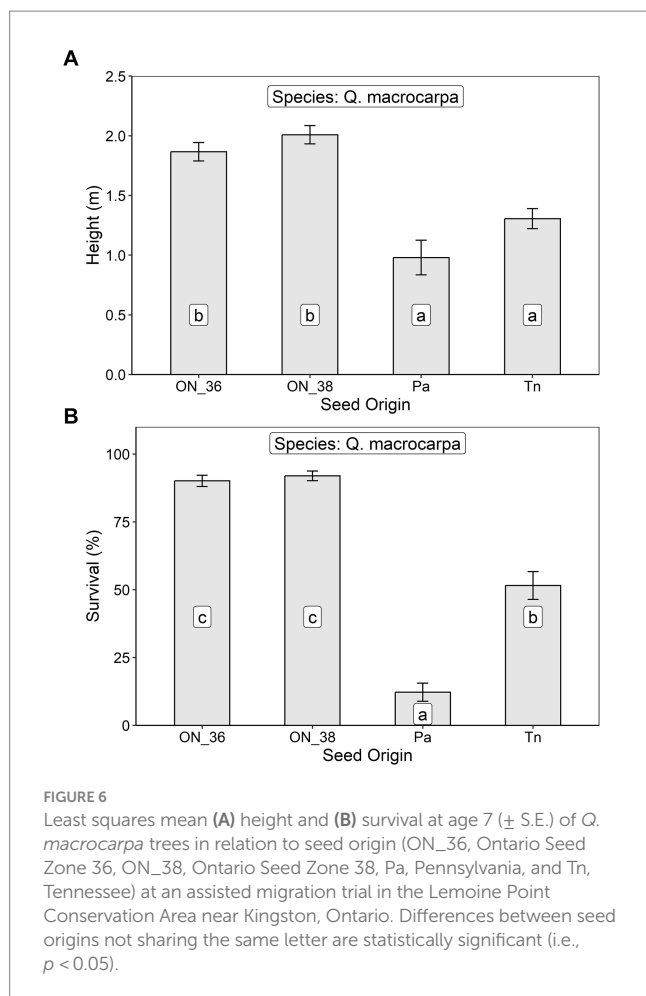 A
2.5
Species: Q. macrocarpa
2.0
1.5
1.0
0.5
0.0
Height (m)
b
b
a
a
ON_36
ON_38
Pa
Tn
Seed Origin
B
Species: Q. macrocarpa
100
75
50
25
0
Survival (%)
c
c
a
b
ON_36
ON_38
Pa
Tn
Seed Origin
FIGURE 6
Least squares mean (A) height and (B) survival at age 7 (± S.E.) of Q.
macrocarpa trees in relation to seed origin (ON_36, Ontario Seed
Zone 36, ON_38, Ontario Seed Zone 38, Pa, Pennsylvania, and Tn,
Tennessee) at an assisted migration trial in the Lemoine Point
Conservation Area near Kingston, Ontario. Differences between seed
origins not sharing the same letter are statistically significant (i.e.,
p < 0.05).